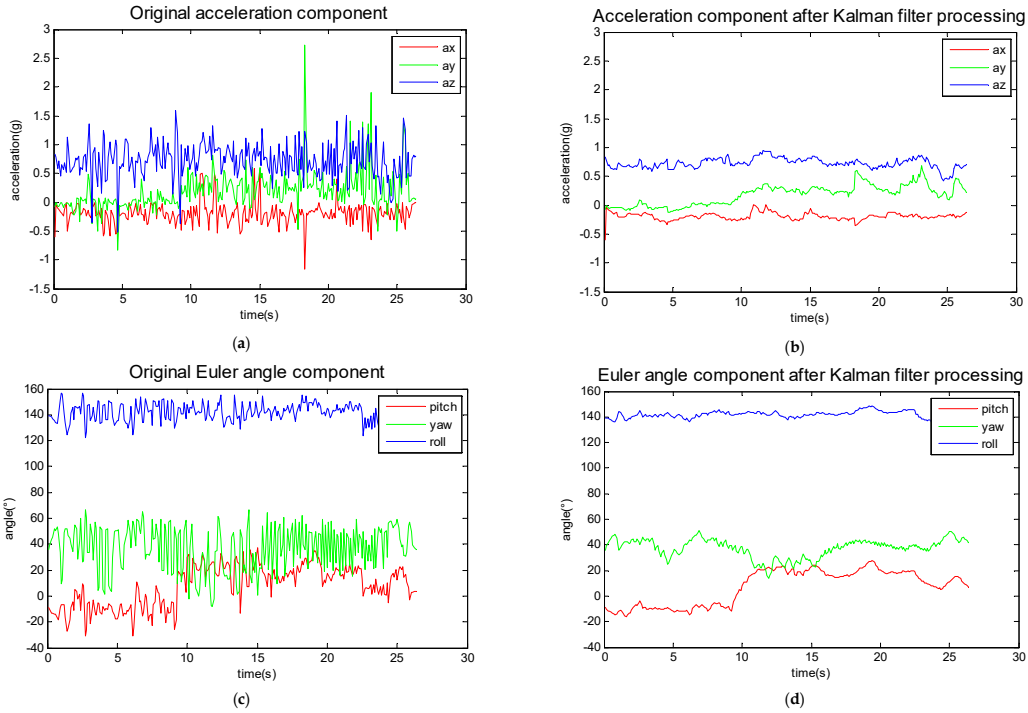 Original acceleration component
3
2.5
2
1.5
1
0.5
0
-0.5
-1
-1.5
acceleration(g)
ax
ay
az
0 5 10 15 20 25 30
time(s)
(a)
Acceleration component after Kalman filter processing
3
2.5
2
1.5
1
0.5
0
-0.5
-1
-1.5
acceleration(g)
ax
ay
az
0 5 10 15 20 25 30
time(s)
(b)
Original Euler angle component
160
140
120
100
80
60
40
20
0
-20
-40
angle(°)
pitch
yaw
roll
0 5 10 15 20 25 30
time(s)
(c)
Euler angle component after Kalman filter processing
160
140
120
100
80
60
40
20
0
-20
-40
angle(°)
pitch
yaw
roll
0 5 10 15 20 25 30
time(s)
(d)